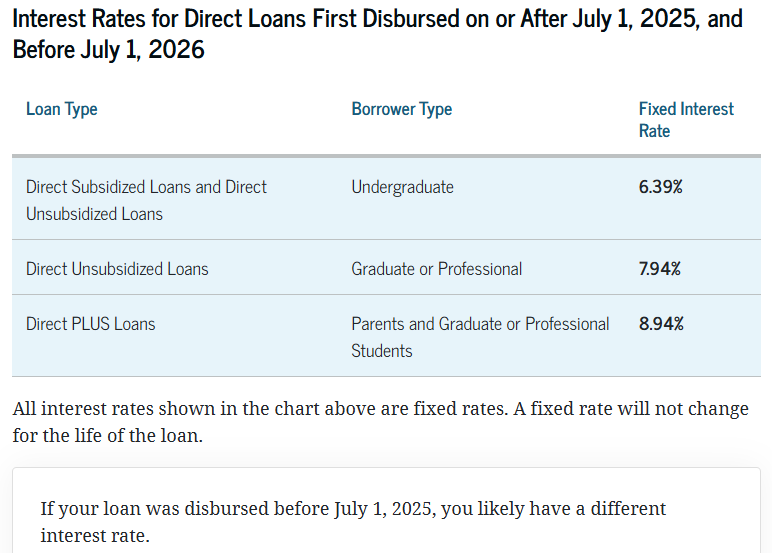 Interest Rates for Direct Loans First Disbursed on or After July 1, 2025, and
Before July 1, 2026
Loan Type
Borrower Type
Fixed Interest
Rate
Direct Subsidized Loans and Direct
Unsubsidized Loans
Undergraduate
6.39%
Direct Unsubsidized Loans
Graduate or Professional
7.94%
Direct PLUS Loans
Parents and Graduate or Professional
Students
8.94%
All interest rates shown in the chart above are fixed rates. A fixed rate will not change
for the life of the loan.
If your loan was disbursed before July 1, 2025, you likely have a different
interest rate.